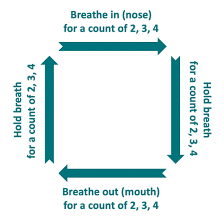 Breathe in (nose)
for a count of 2, 3, 4
Hold breath
for a count of 2, 3, 4
Breathe out (mouth)
for a count of 2, 3, 4
Hold breath
for a count of 2, 3, 4